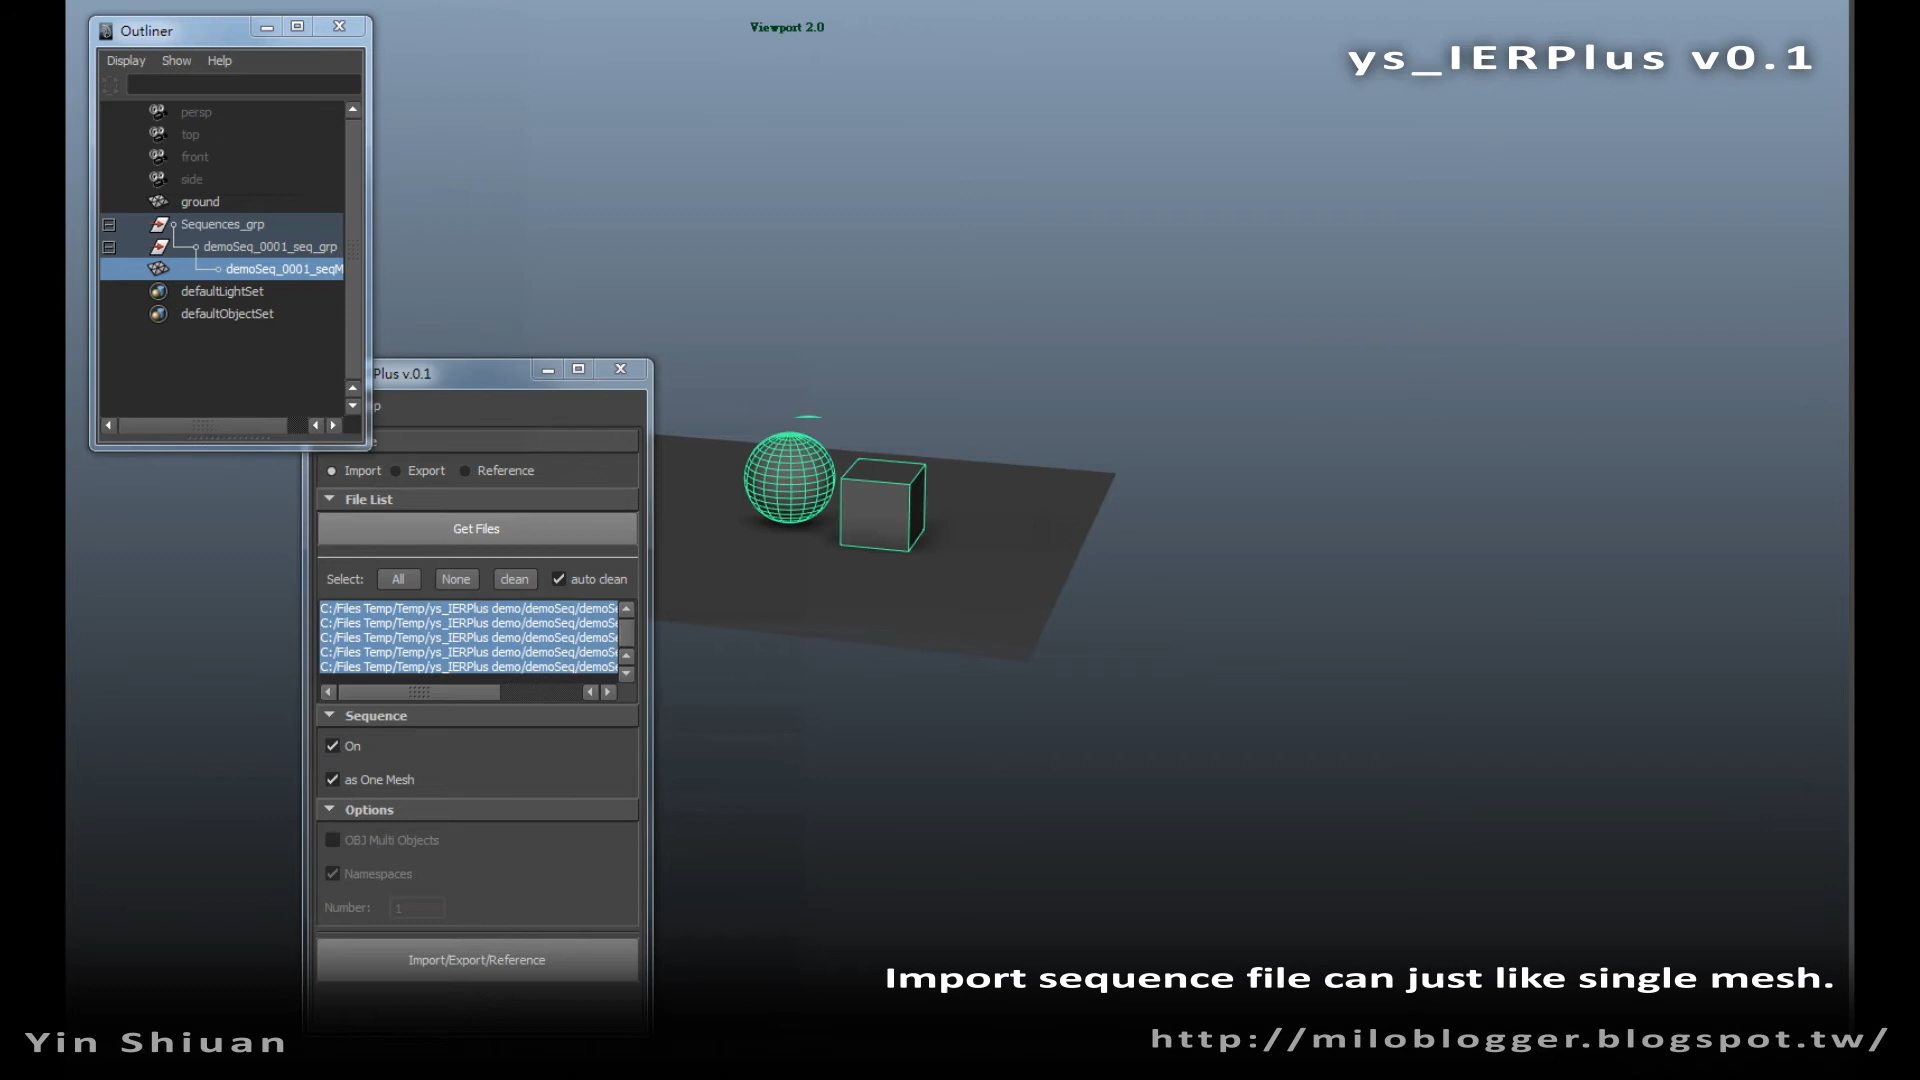 Outliner
Viewport 2.0
ys_IERPlus v0.1
Display Show Help
persp
top
front
side
ground
Sequences_grp
demoSeq_0001_seq_grp
demoSeq_0001_seqM
defaultLightSet
defaultObjectSet
Plus v.0.1
p
e
Import Export Reference
File List
Get Files
Select: All None clean auto clean
C:/Files Temp/Temp/ys_IERPlus demo/demoSeq/demoSe
C:/Files Temp/Temp/ys_IERPlus demo/demoSeq/demoSe
C:/Files Temp/Temp/ys_IERPlus demo/demoSeq/demoSe
C:/Files Temp/Temp/ys_IERPlus demo/demoSeq/demoSe
C:/Files Temp/Temp/ys_IERPlus demo/demoSeq/demoSe
Sequence
On
as One Mesh
Options
OBJ Multi Objects
Namespaces
Number: 1
Import/Export/Reference
Import sequence file can just like single mesh.
Yin Shiuan
http://miloblogger.blogspot.tw/